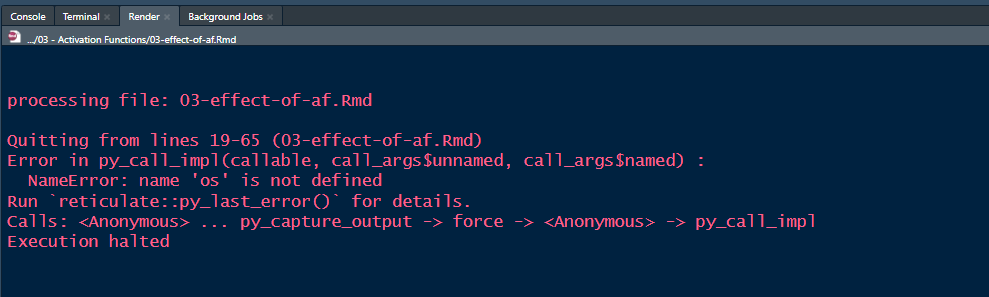 Console Terminal × Render × Background Jobs ×
.../03 - Activation Functions/03-effect-of-af.Rmd
processing file: 03-effect-of-af.Rmd
Quitting from lines 19-65 (03-effect-of-af.Rmd)
Error in py_call_impl(callable, call_args$unnamed, call_args$named) :
  NameError: name 'os' is not defined
Run `reticulate::py_last_error()` for details.
Calls: <Anonymous> ... py_capture_output -> force -> <Anonymous> -> py_call_impl
Execution halted